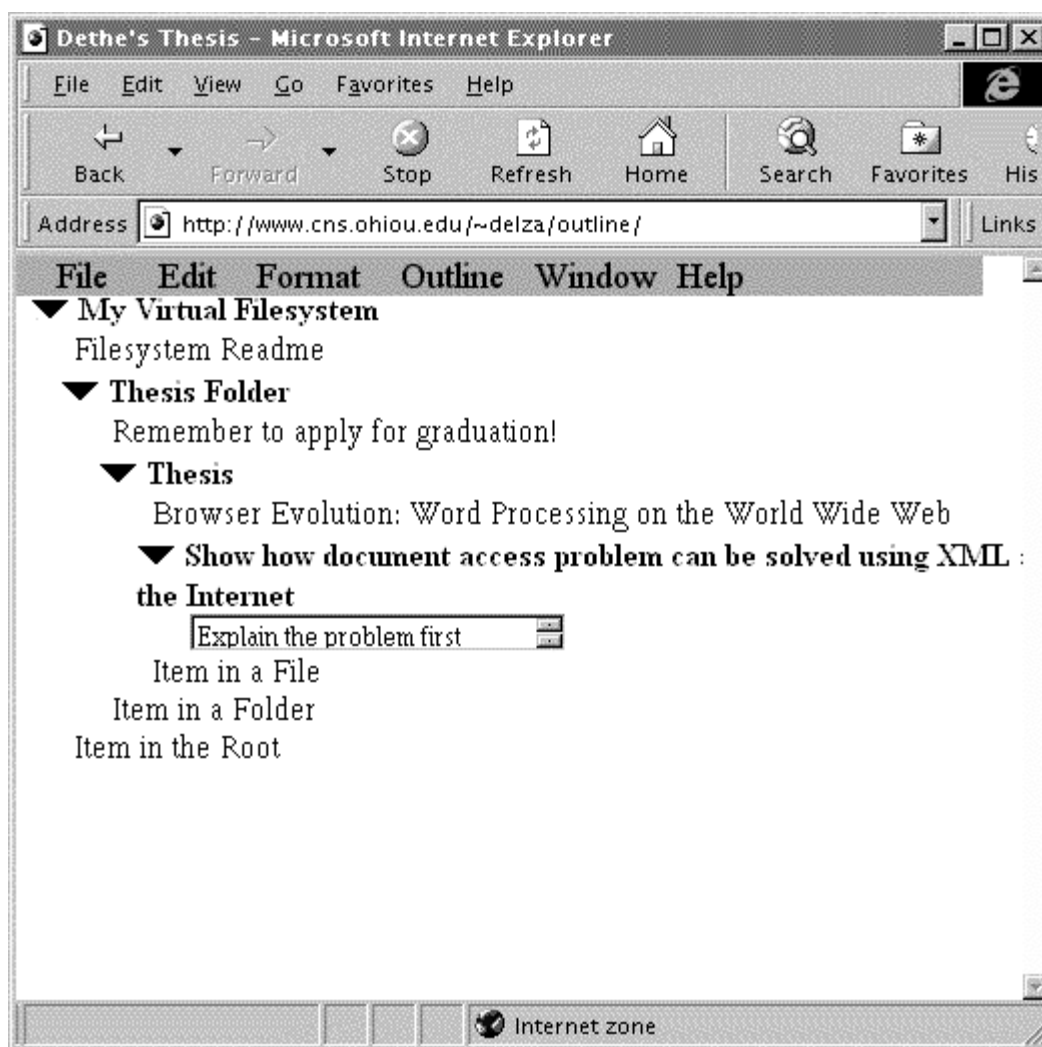 Dethe's Thesis - Microsoft Internet Explorer
File Edit View Go Favorites Help
Back Forward Stop Refresh Home Search Favorites His
Address http://www.cns.ohiou.edu/~delza/outline/ Links
File Edit Format Outline Window Help
My Virtual Filesystem
Filesystem Readme
Thesis Folder
Remember to apply for graduation!
Thesis
Browser Evolution: Word Processing on the World Wide Web
Show how document access problem can be solved using XML
the Internet
Explain the problem first
Item in a File
Item in a Folder
Item in the Root
Internet zone